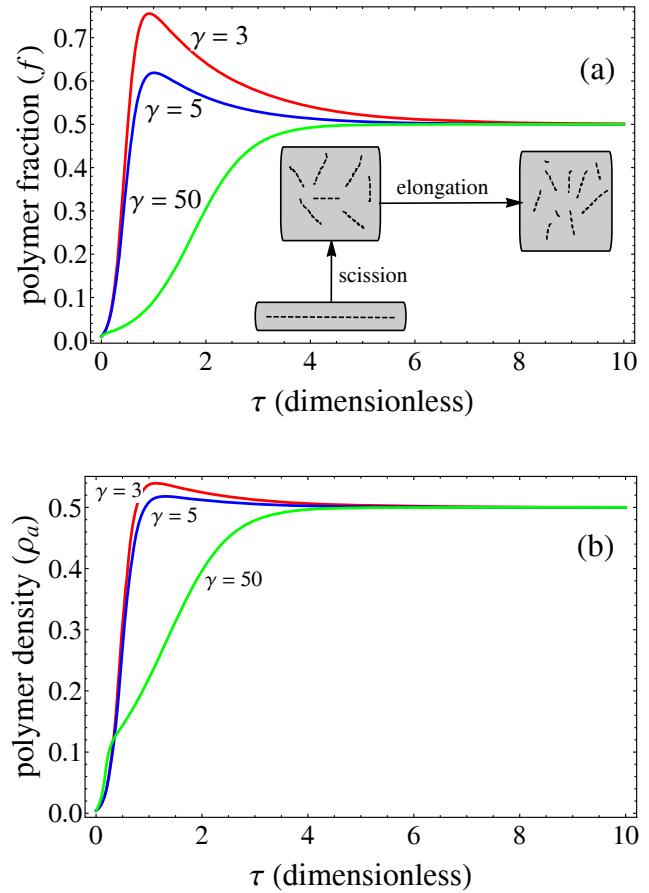 (a)
γ = 3
γ = 5
γ = 50
elongation
scission
polymer fraction (f)
0.7
0.6
0.5
0.4
0.3
0.2
0.1
0.0
0 2 4 6 8 10
τ (dimensionless)
(b)
γ = 3
γ = 5
γ = 50
polymer density (ρa)
0.5
0.4
0.3
0.2
0.1
0.0
0 2 4 6 8 10
τ (dimensionless)